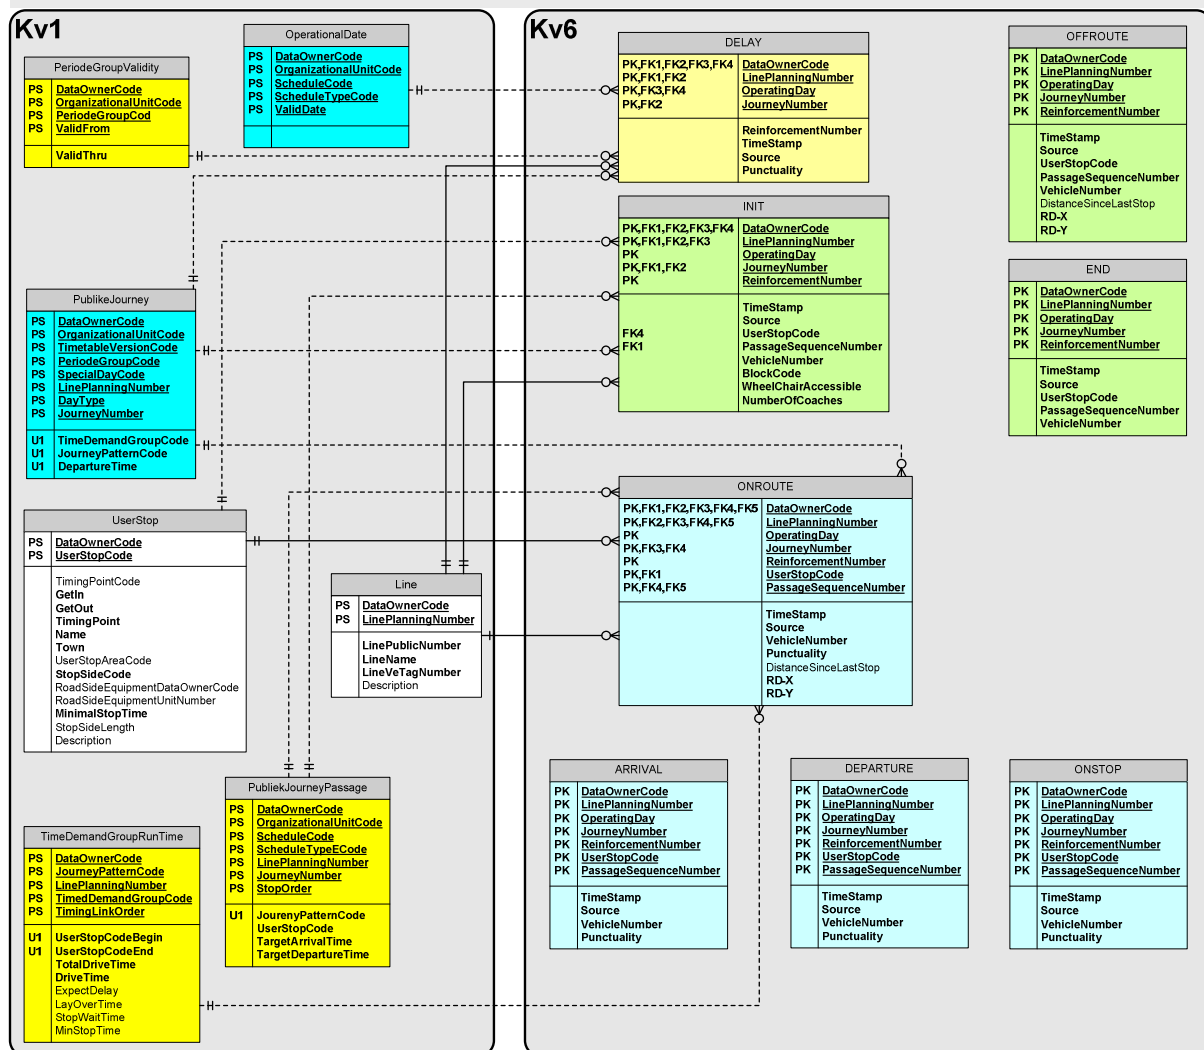 Kv1
OperationalDate
PS DataOwnerCode
PS OrganizationalUnitCode
PS ScheduleCode
PS ScheduleTypeCode
PS ValidDate
PeriodeGroupValidity
PS DataOwnerCode
PS OrganizationalUnitCode
PS PeriodeGroupCod
PS ValidFrom
ValidThru
PublikeJourney
PS DataOwnerCode
PS OrganizationalUnitCode
PS TimetableVersionCode
PS PeriodeGroupCode
PS SpecialDayCode
PS LinePlanningNumber
PS DayType
PS JourneyNumber
U1 TimeDemandGroupCode
U1 JourneyPatternCode
U1 DepartureTime
UserStop
PS DataOwnerCode
PS UserStopCode
TimingPointCode
GetIn
GetOut
TimingPoint
Name
Town
UserStopAreaCode
StopSideCode
RoadSideEquipmentDataOwnerCode
RoadSideEquipmentUnitNumber
MinimalStopTime
StopSideLength
Description
Line
PS DataOwnerCode
PS LinePlanningNumber
LinePublicNumber
LineName
LineVeTagNumber
Description
PubliekJourneyPassage
PS DataOwnerCode
PS OrganizationalUnitCode
PS ScheduleCode
PS ScheduleTypeECode
PS LinePlanningNumber
PS JourneyNumber
PS StopOrder
U1 JourenyPatternCode
UserStopCode
TargetArrivalTime
TargetDepartureTime
TimeDemandGroupRunTime
PS DataOwnerCode
PS JourneyPatternCode
PS LinePlanningNumber
PS TimedDemandGroupCode
PS TimingLinkOrder
U1 UserStopCodeBegin
U1 UserStopCodeEnd
TotalDriveTime
DriveTime
ExpectDelay
LayOverTime
StopWaitTime
MinStopTime
Kv6
DELAY
PK,FK1,FK2,FK3,FK4 DataOwnerCode
PK,FK1,FK2 LinePlanningNumber
PK,FK3,FK4 OperatingDay
PK,FK2 JourneyNumber
ReinforcementNumber
TimeStamp
Source
Punctuality
INIT
PK,FK1,FK2,FK3,FK4 DataOwnerCode
PK,FK1,FK2,FK3 LinePlanningNumber
PK OperatingDay
PK,FK1,FK2 JourneyNumber
PK ReinforcementNumber
TimeStamp
Source
FK4 UserStopCode
FK1 PassageSequenceNumber
VehicleNumber
BlockCode
WheelChairAccessible
NumberOfCoaches
ONROUTE
PK,FK1,FK2,FK3,FK4,FK5 DataOwnerCode
PK,FK2,FK3,FK4,FK5 LinePlanningNumber
PK OperatingDay
PK,FK3,FK4 JourneyNumber
PK ReinforcementNumber
PK,FK1 UserStopCode
PK,FK4,FK5 PassageSequenceNumber
TimeStamp
Source
VehicleNumber
Punctuality
DistanceSinceLastStop
RD-X
RD-Y
OFFROUTE
PK DataOwnerCode
PK LinePlanningNumber
PK OperatingDay
PK JourneyNumber
PK ReinforcementNumber
TimeStamp
Source
UserStopCode
PassageSequenceNumber
VehicleNumber
DistanceSinceLastStop
RD-X
RD-Y
END
PK DataOwnerCode
PK LinePlanningNumber
PK OperatingDay
PK JourneyNumber
PK ReinforcementNumber
TimeStamp
Source
UserStopCode
PassageSequenceNumber
VehicleNumber
ARRIVAL
PK DataOwnerCode
PK LinePlanningNumber
PK OperatingDay
PK JourneyNumber
PK ReinforcementNumber
PK UserStopCode
PK PassageSequenceNumber
TimeStamp
Source
VehicleNumber
Punctuality
DEPARTURE
PK DataOwnerCode
PK LinePlanningNumber
PK OperatingDay
PK JourneyNumber
PK ReinforcementNumber
PK UserStopCode
PK PassageSequenceNumber
TimeStamp
Source
VehicleNumber
Punctuality
ONSTOP
PK DataOwnerCode
PK LinePlanningNumber
PK OperatingDay
PK JourneyNumber
PK ReinforcementNumber
PK UserStopCode
PK PassageSequenceNumber
TimeStamp
Source
VehicleNumber
Punctuality